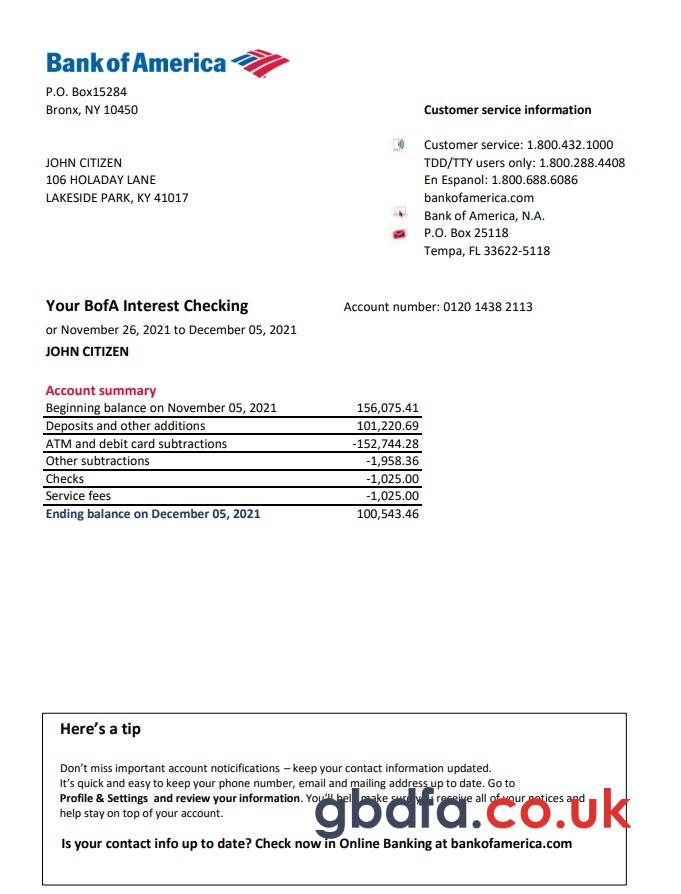 Bank of America
P.O. Box15284
Bronx, NY 10450
Customer service information
Customer service: 1.800.432.1000
JOHN CITIZEN
TDD/TTY users only: 1.800.288.4408
106 HOLADAY LANE
En Espanol: 1.800.688.6086
LAKESIDE PARK, KY 41017
bankofamerica.com
Bank of America, N.A.
P.O. Box 25118
Tempa, FL 33622-5118
Your BofA Interest Checking
Account number: 0120 1438 2113
or November 26, 2021 to December 05, 2021
JOHN CITIZEN
Account summary
Beginning balance on November 05, 2021 156,075.41
Deposits and other additions 101,220.69
ATM and debit card subtractions -152,744.28
Other subtractions -1,958.36
Checks -1,025.00
Service fees -1,025.00
Ending balance on December 05, 2021 100,543.46
Here's a tip
Don't miss important account noticifications – keep your contact information updated.
It's quick and easy to keep your phone number, email and mailing address up to date. Go to
Profile & Settings and review your information. You'll help make sure you receive all of your notices and
help stay on top of your account.
gbdfa.co.uk
Is your contact info up to date? Check now in Online Banking at bankofamerica.com